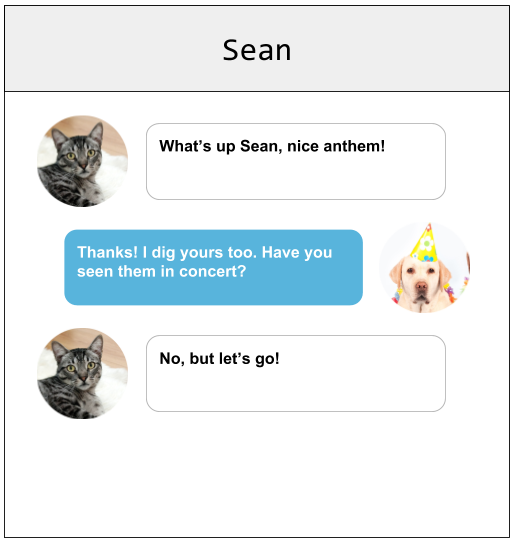 Sean
What’s up Sean, nice anthem!
Thanks! I dig yours too. Have you
seen them in concert?
No, but let’s go!